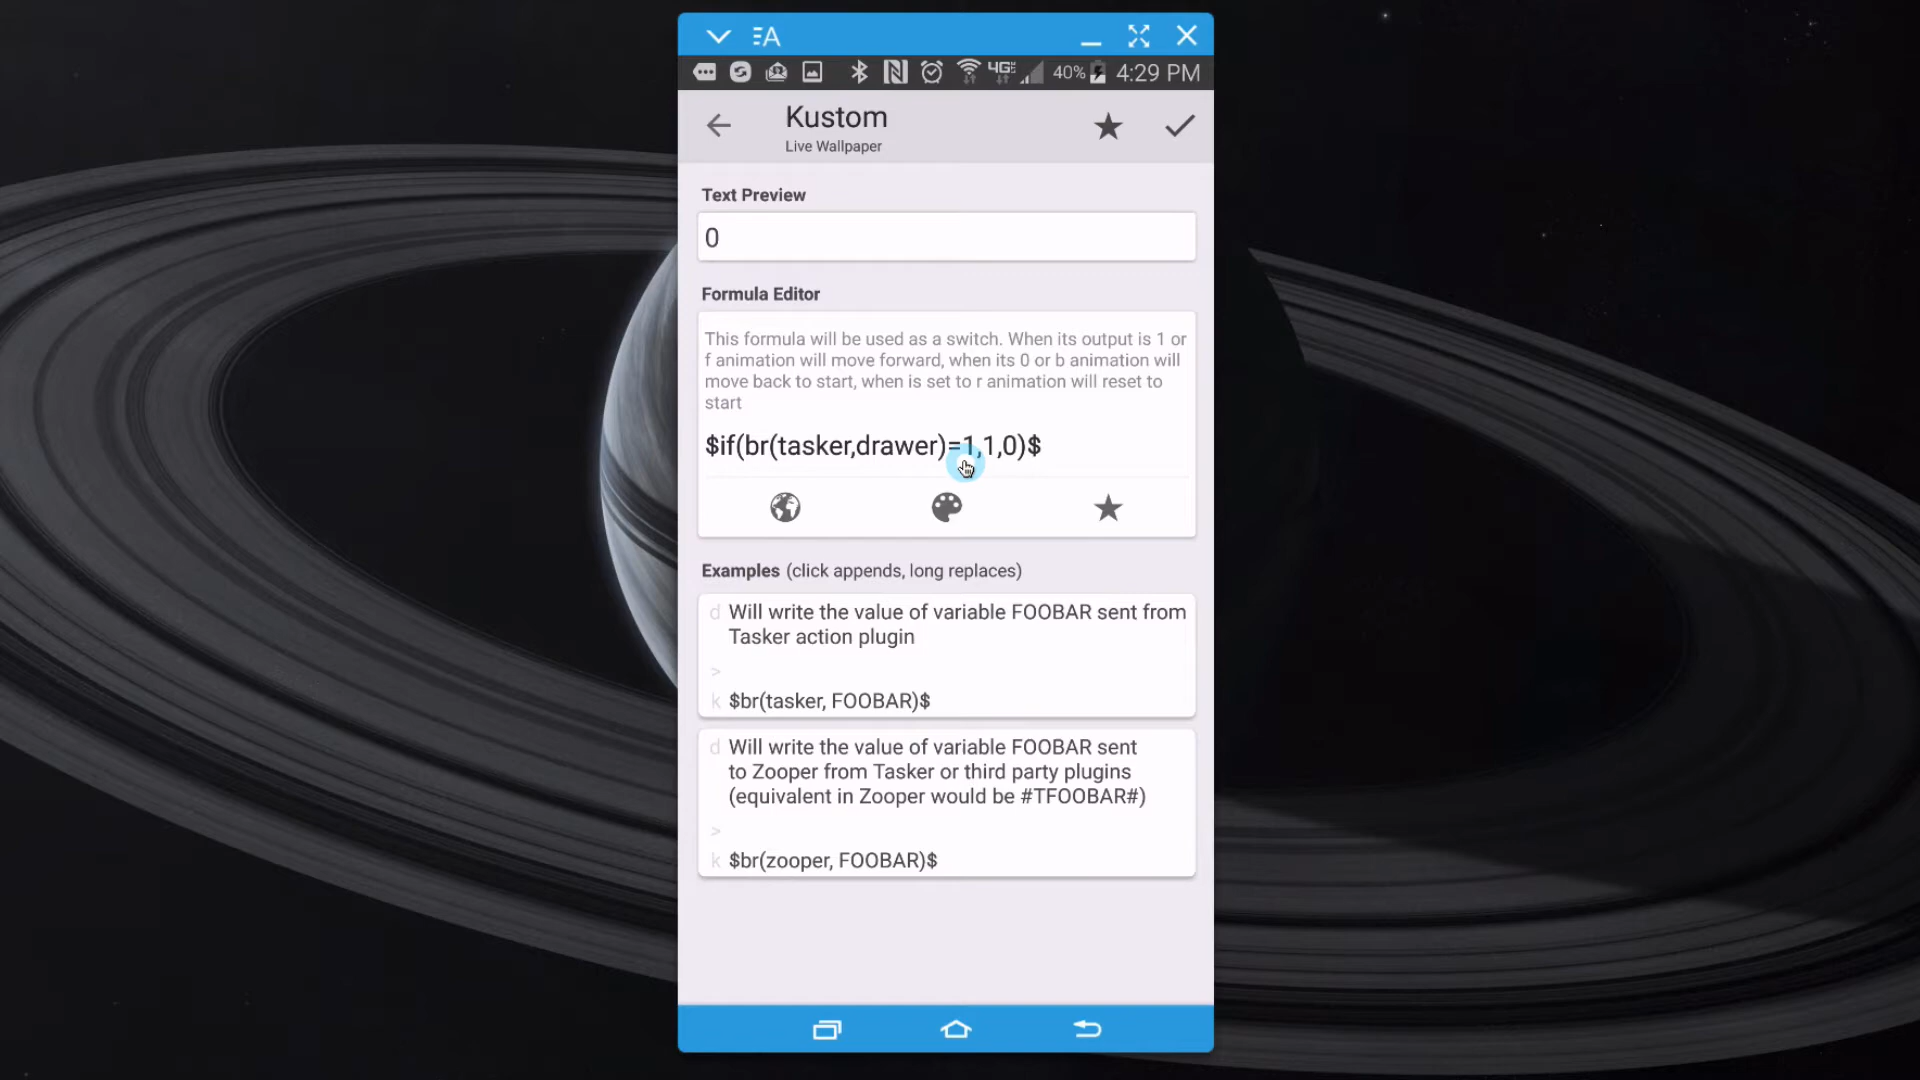 ΞA
4G
40%
4:29 PM
Kustom
Live Wallpaper
Text Preview
0
Formula Editor
This formula will be used as a switch. When its output is 1 or
f animation will move forward, when its 0 or b animation will
move back to start, when is set to r animation will reset to
start
$if(br(tasker,drawer)=1,1,0)$
Examples (click appends, long replaces)
d Will write the value of variable FOOBAR sent from
Tasker action plugin
>
k $br(tasker, FOOBAR)$
d Will write the value of variable FOOBAR sent
to Zooper from Tasker or third party plugins
(equivalent in Zooper would be #TFOOBAR#)
>
k $br(zooper, FOOBAR)$